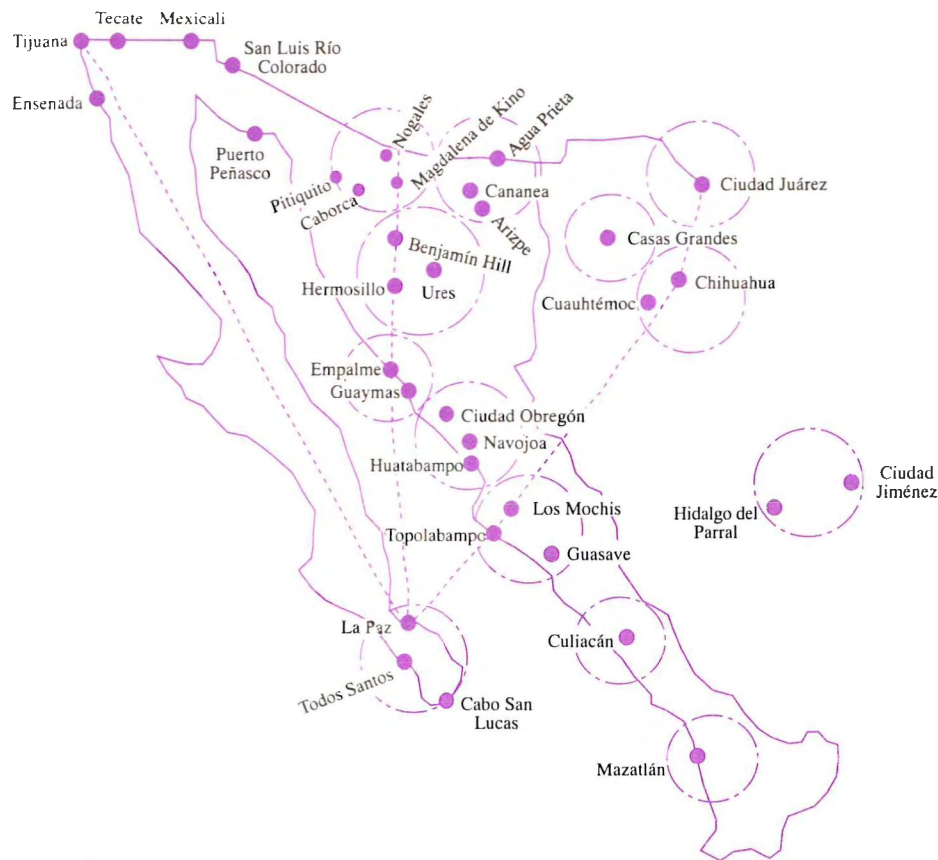 Tecate
Mexicali
Tijuana
San Luis Río
Colorado
Ensenada
Nogales
Magdalena de Kino
Agua Prieta
Puerto
Peñasco
Pitiquito
Caborca
Cananea
Arizpe
Ciudad Juárez
Benjamín Hill
Casas Grandes
Hermosillo
Ures
Chihuahua
Cuauhtémoc
Empalme
Guaymas
Ciudad Obregón
Navojoa
Huatabampo
Ciudad
Jiménez
Los Mochis
Hidalgo del
Parral
Topolabampo
Guasave
La Paz
Culiacán
Todos Santos
Cabo San
Lucas
Mazatlán